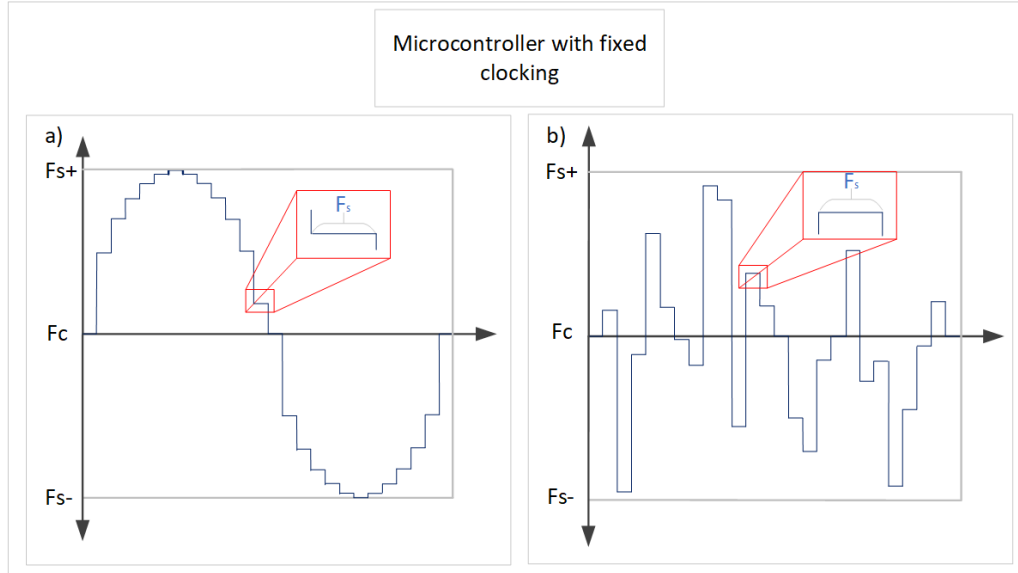 Microcontroller with fixed
clocking
a)
Fs+
Fs
Fc
Fs-
b)
Fs+
Fs
Fc
Fs-